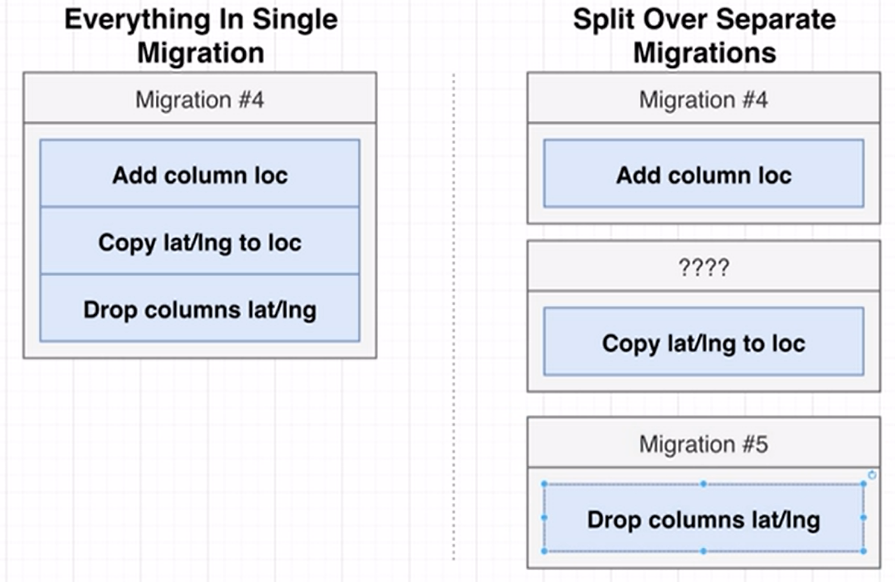 Everything In Single
Migration
Migration #4
Add column loc
Copy lat/lng to loc
Drop columns lat/lng
Split Over Separate
Migrations
Migration #4
Add column loc
????
Copy lat/lng to loc
Migration #5
Drop columns lat/lng